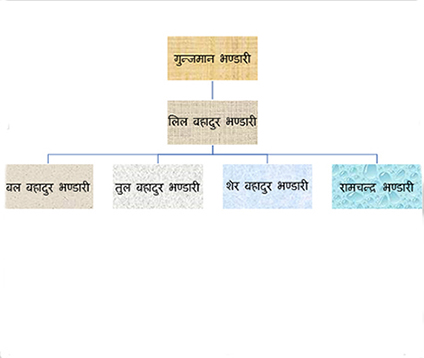 गुन्जमान भण्डारी
लिल बहादुर भण्डारी
बल बहादुर भण्डारी
तुल बहादुर भण्डारी
शेर बहादुर भण्डारी
रामचन्द्र भण्डारी